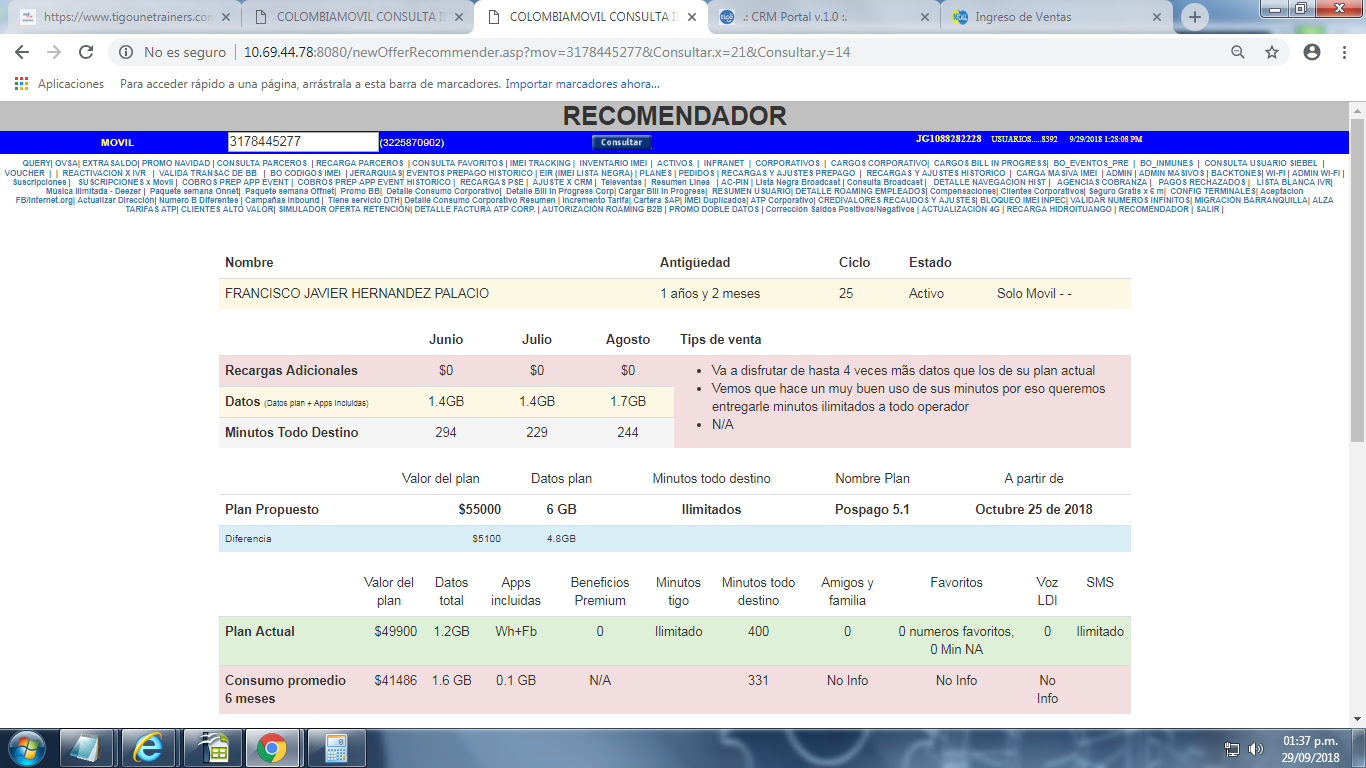 https://www.tigounetrainers.con
COLOMBIAMOVIL CONSULTA I
COLOMBIAMOVIL CONSULTA I
.: CRM Portal v.1.0 :.
Ingreso de Ventas
No es seguro
10.69.44.78:8080/newOfferRecommender.asp?mov=3178445277&Consultar.x=21&Consultar.y=14
Aplicaciones Para acceder rápido a una página, arrástrala a esta barra de marcadores. Importar marcadores ahora...
RECOMENDADOR
MOVIL 3178445277 (3225870902) Consultar JG1088282228 USUARIOS.....8392 9/29/2018 1:28:08 PM
QUERY| OVSA| EXTRASALDO| PROMO NAVIDAD | CONSULTA PARCEROS | RECARGA PARCEROS | CONSULTA FAVORITOS | IMEI TRACKING | INVENTARIO IMEI | ACTIVOS | INFRANET | CORPORATIVOS | CARGOS CORPORATIVO| CARGOS BILL IN PROGRESS| BO_EVENTOS_PRE | BO_INMUNES | CONSULTA USUARIO SIEBEL |
VOUCHER | | REACTIVACION X IVR | VALIDA TRANSAC DE BB | BO CODIGOS IMEI | JERARQUIAS| EVENTOS PREPAGO HISTORICO | EIR (IMEI LISTA NEGRA) | PLANES | PEDIDOS | RECARGAS Y AJUSTES PREPAGO | RECARGAS Y AJUSTES HISTORICO | CARGA MASIVA IMEI | ADMIN | ADMIN MASIVOS | BACKTONES| WI-FI | ADMIN WI-FI |
Suscripciones | SUSCRIPCIONES x Movil | COBROS PREP APP EVENT | COBROS PREP APP EVENT HISTORICO | RECARGAS PSE | AJUSTE X CRM | Televentas | Resumen Linea | AC-PIN | Lista Negra Broadcast | Consulta Broadcast | DETALLE NAVEGACION HIST | AGENCIAS COBRANZA | PAGOS RECHAZADOS | LISTA BLANCA IVR|
Musica Ilimitada - Deezer | Paquete semana Onnet| Paquete semana Offnet| Promo BB| Detalle Consumo Corporativo| Detalle Bill In Progress Corp| Cargar Bill In Progress Corp| RESUMEN USUARIO| DETALLE ROAMING EMPLEADOS| Compensaciones| Clientes Corporativos| Seguro Gratis x 6 m| CONFIG TERMINALES| Aceptacion
FB/Internet.org| Actualizar Dirección| Numero B Diferentes | Campañas Inbound | Tiene servicio DTH| Detalle Consumo Corporativo Resumen | Incremento Tarifa| Cartera SAP| IMEI Duplicados| ATP Corporativo| CREDIVALORES RECAUDOS Y AJUSTES| BLOQUEO IMEI INPEC| VALIDAR NUMEROS INFINITOS| MIGRACIÓN BARRANQUILLA| ALZA
TARIFAS ATP| CLIENTES ALTO VALOR| SIMULADOR OFERTA RETENCIÓN| DETALLE FACTURA ATP CORP. | AUTORIZACIÓN ROAMING B2B | PROMO DOBLE DATOS | Corrección Saldos Positivos/Negativos | ACTUALIZACIÓN 4G | RECARGA HIDROITUANGO | RECOMENDADOR | SALIR |
Nombre Antigüedad Ciclo Estado
FRANCISCO JAVIER HERNANDEZ PALACIO 1 años y 2 meses 25 Activo Solo Movil - -
Junio Julio Agosto Tips de venta
Recargas Adicionales $0 $0 $0
Datos (Datos plan + Apps Incluidas) 1.4GB 1.4GB 1.7GB
Minutos Todo Destino 294 229 244
• Va a disfrutar de hasta 4 veces mãs datos que los de su plan actual
• Vemos que hace un muy buen uso de sus minutos por eso queremos
entregarle minutos ilimitados a todo operador
• N/A
Valor del plan Datos plan Minutos todo destino Nombre Plan A partir de
Plan Propuesto $55000 6 GB Ilimitados Pospago 5.1 Octubre 25 de 2018
Diferencia $5100 4.8GB
Valor del plan Datos total Apps incluidas Beneficios Premium Minutos tigo Minutos todo destino Amigos y familia Favoritos Voz LDI SMS
Plan Actual $49900 1.2GB Wh+Fb 0 Ilimitado 400 0 0 numeros favoritos, 0 Min NA 0 Ilimitado
Consumo promedio 6 meses $41486 1.6 GB 0.1 GB N/A 331 No Info No Info No Info
01:37 p.m.
29/09/2018